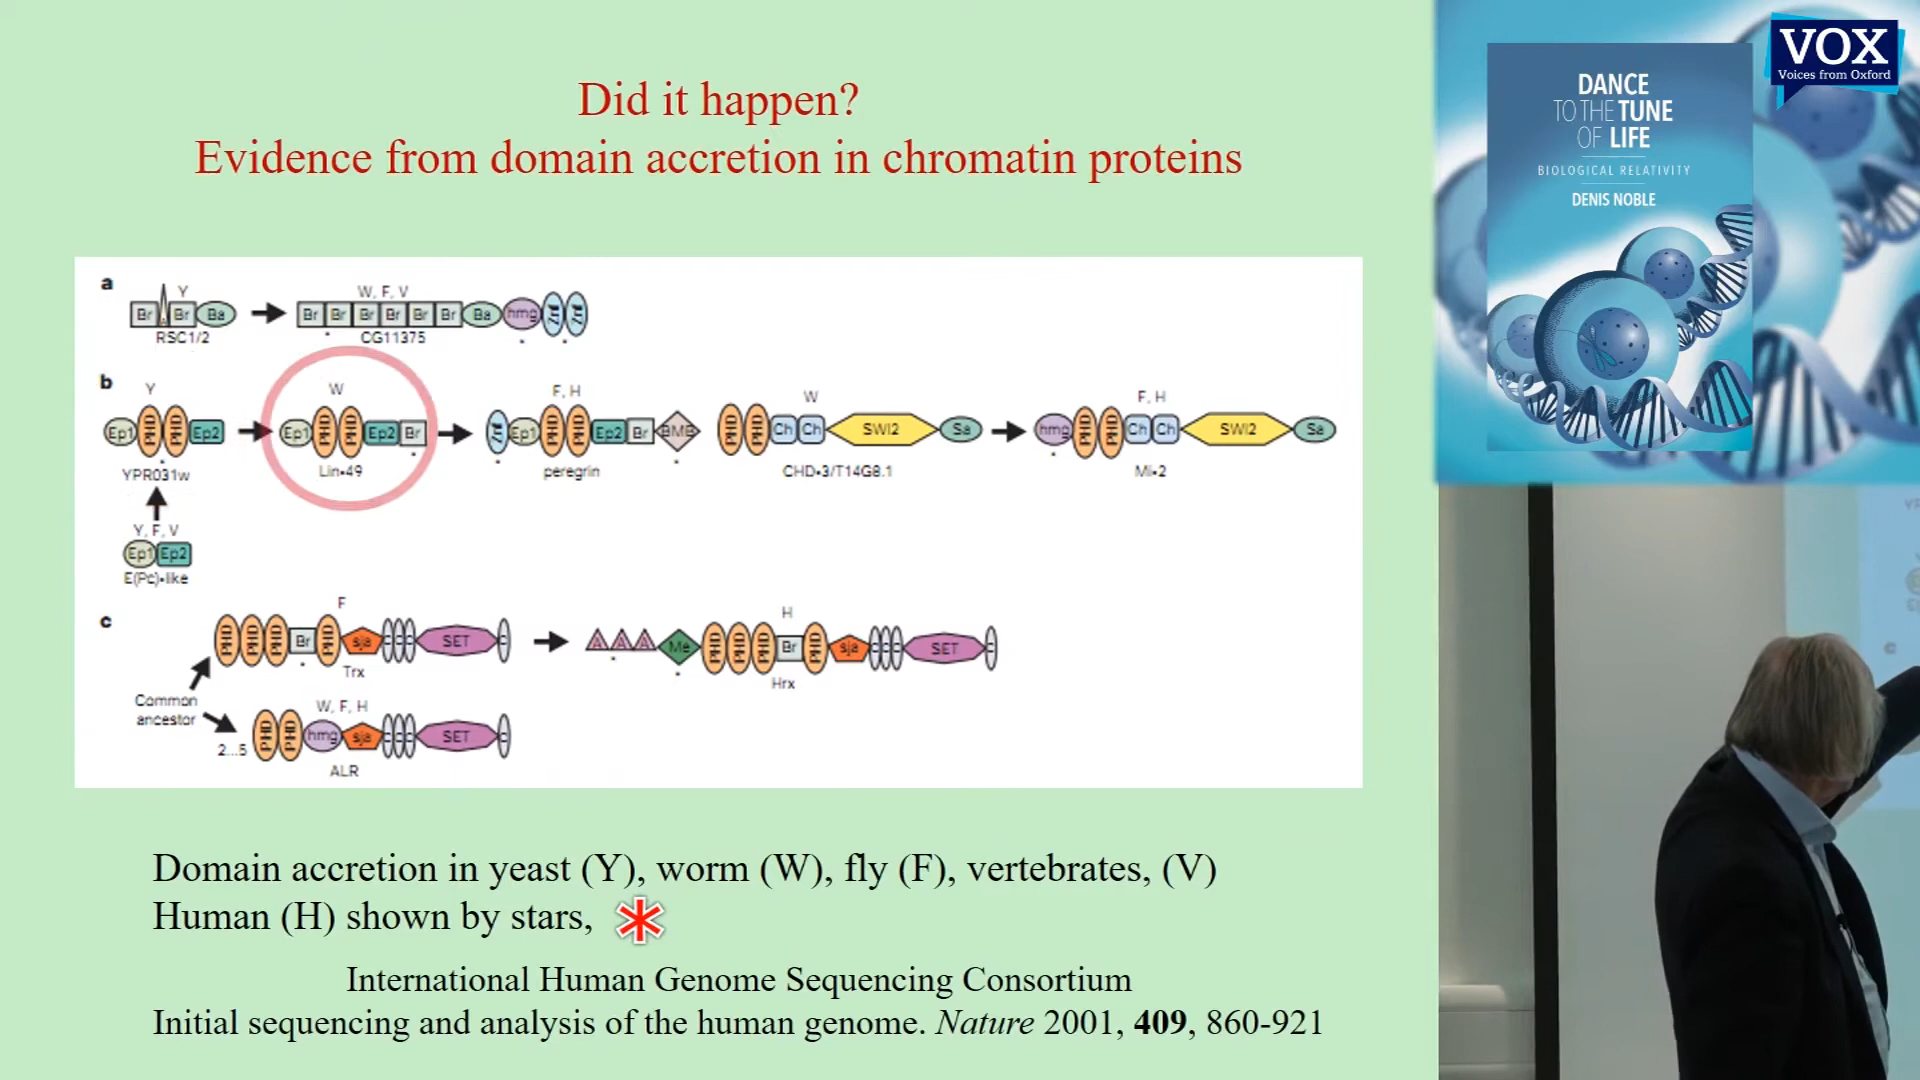 Did it happen?
Evidence from domain accretion in chromatin proteins
VOX
Voices from Oxford
DANCE
TO THE TUNE
OF LIFE
BIOLOGICAL RELATIVITY
DENIS NOBLE
a
Y
Br Br Ba
RSC1/2
W, F, V
Br Br Br Br Br Br Ba hmg
CG11375
b
Y
Ep1 PHD PHD Ep2
YPR031w
W
Ep1 PHD PHD Ep2 Br
Lin-49
F, H
Ep1 PHD PHD Ep2 Br BMB
peregrin
W
PHD PHD Ch Ch SWI2 Sa
CHD-3/T14G8.1
F, H
hmg PHD PHD Ch Ch SWI2 Sa
Mi-2
Y, F, V
Ep1 Ep2
E(Pc)-like
c
F
PHD PHD PHD Br PHD sja C C C SET C
Trx
H
A A A Me PHD PHD PHD Br PHD sja C C C SET C
Hrx
Common
ancestor
W, F, H
2...5 PHD PHD hmg sja C C C SET C
ALR
Domain accretion in yeast (Y), worm (W), fly (F), vertebrates, (V)
Human (H) shown by stars, *
International Human Genome Sequencing Consortium
Initial sequencing and analysis of the human genome. Nature 2001, 409, 860-921